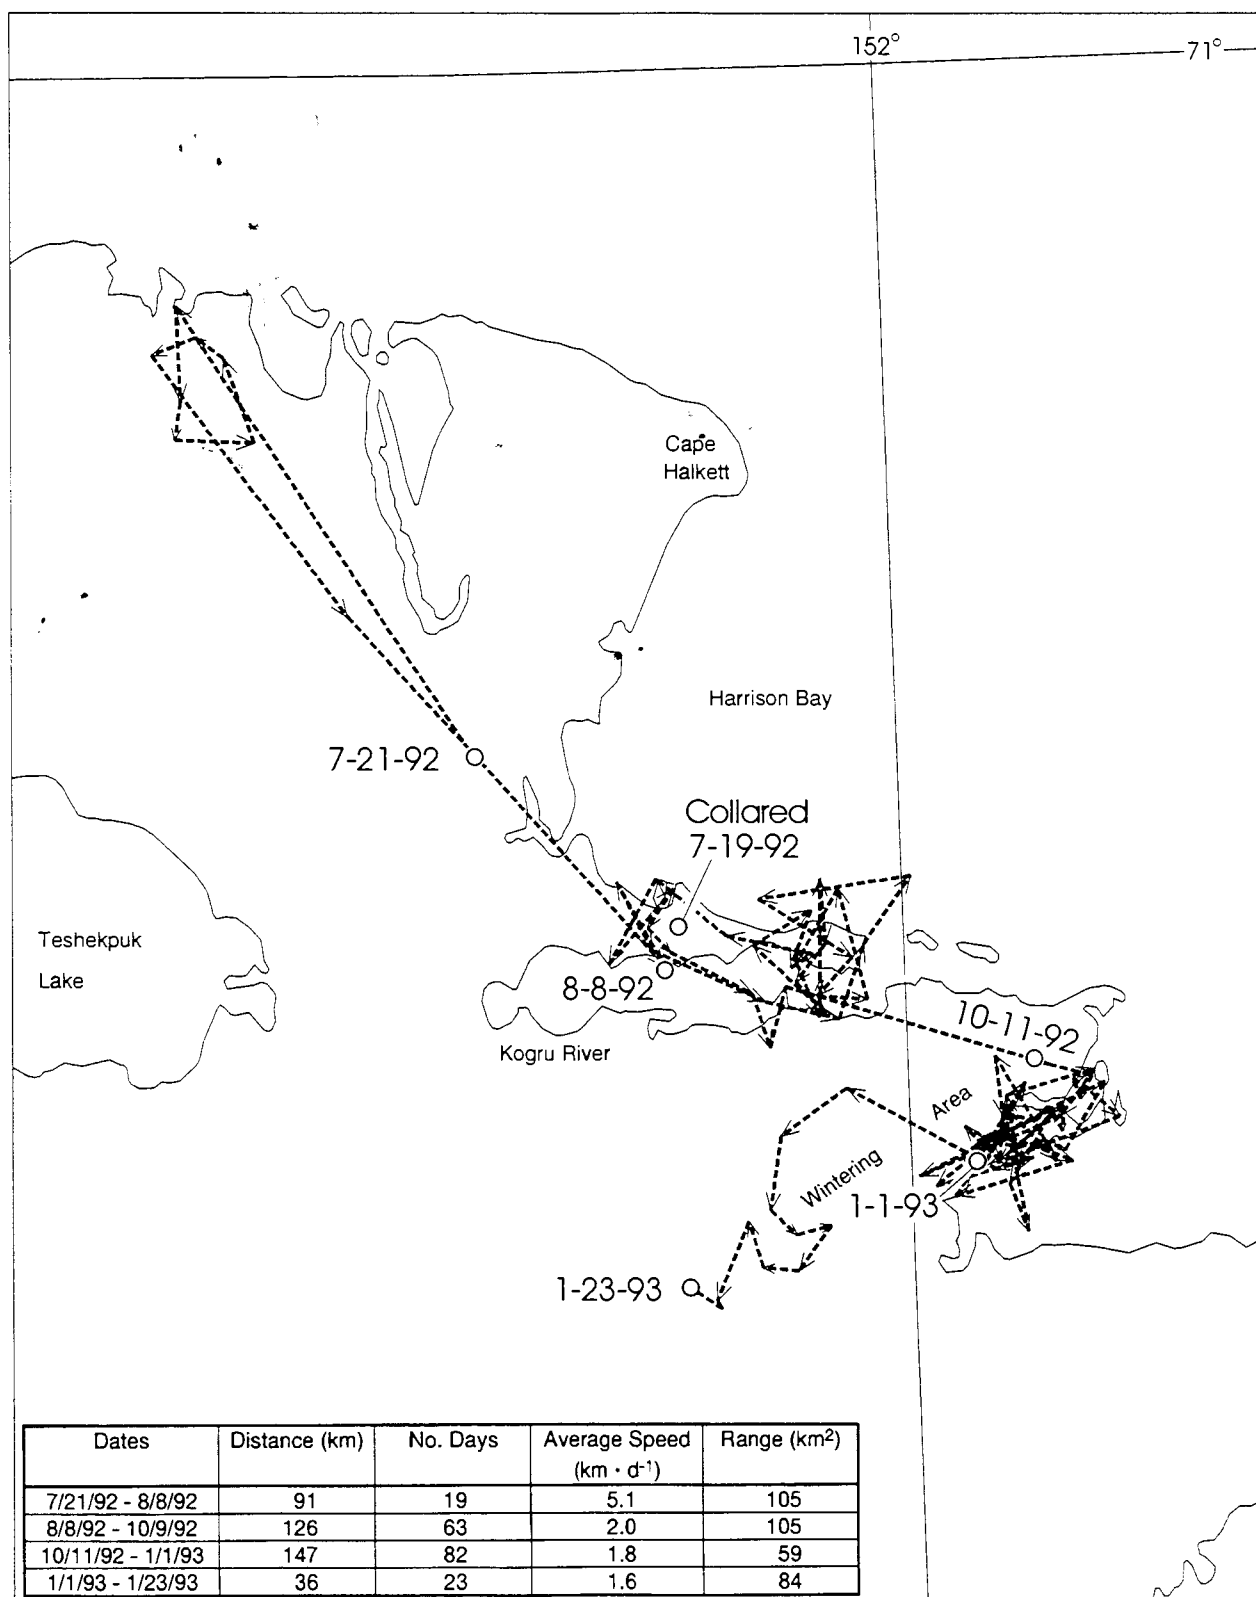 152°
71°
Cape
Halkett
Harrison Bay
7-21-92
Collared
7-19-92
Teshekpuk
Lake
8-8-92
Kogru River
10-11-92
Wintering Area
1-1-93
1-23-93
Dates Distance (km) No. Days Average Speed (km · d⁻¹) Range (km²)
7/21/92 - 8/8/92 91 19 5.1 105
8/8/92 - 10/9/92 126 63 2.0 105
10/11/92 - 1/1/93 147 82 1.8 59
1/1/93 - 1/23/93 36 23 1.6 84